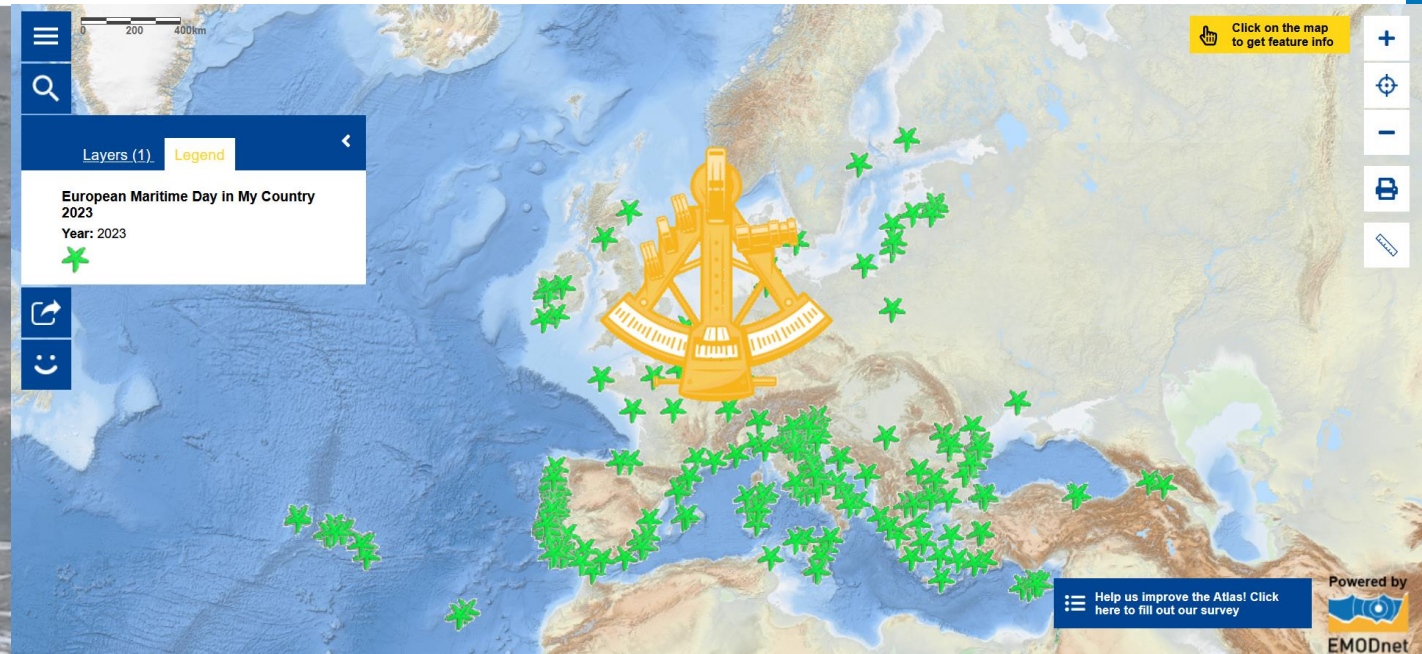 0 200 400km
Click on the map
to get feature info
Layers (1) Legend
European Maritime Day in My Country
2023
Year: 2023
Help us improve the Atlas! Click
here to fill out our survey
Powered by
EMODnet